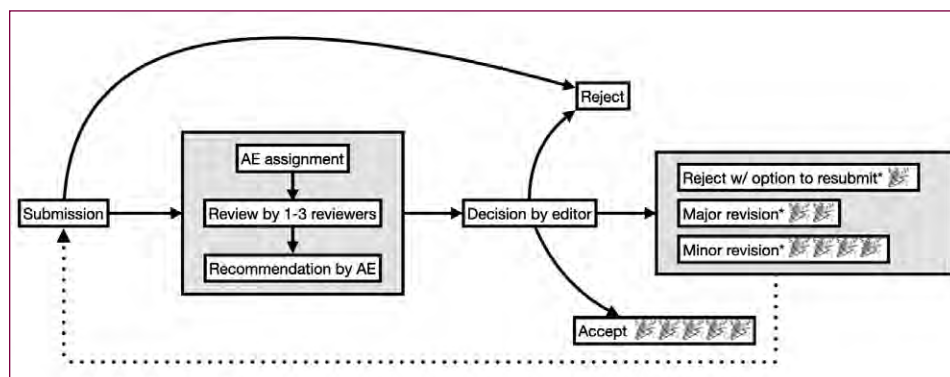 Reject
AE assignment
Submission
Review by 1-3 reviewers
Recommendation by AE
Decision by editor
Reject w/ option to resubmit*
Major revision*
Minor revision*
Accept